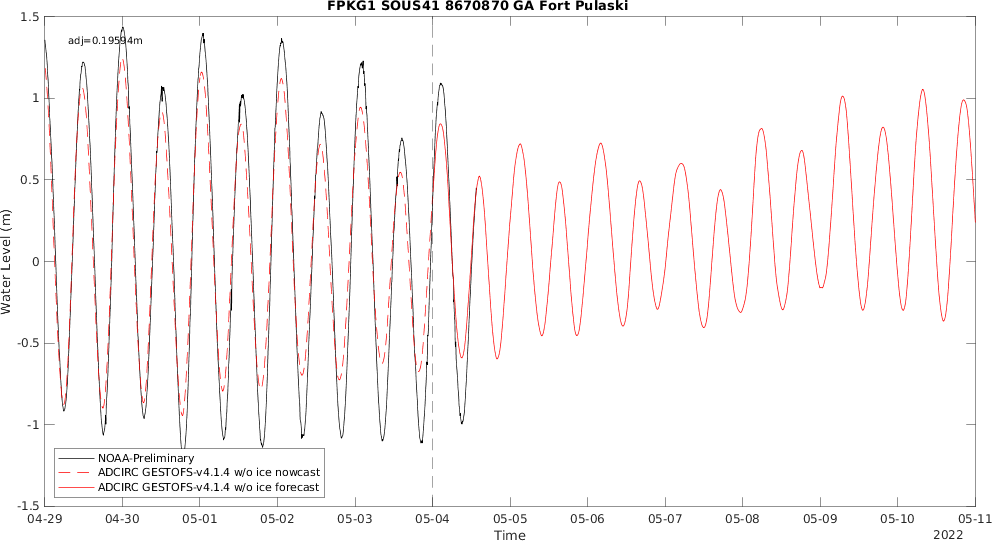 FPKG1 SOUS41 8670870 GA Fort Pulaski
adj=0.19594m
1.5
1
0.5
0
-0.5
-1
-1.5
Water Level (m)
NOAA-Preliminary
ADCIRC GESTOFS-v4.1.4 w/o ice nowcast
ADCIRC GESTOFS-v4.1.4 w/o ice forecast
04-29 04-30 05-01 05-02 05-03 05-04 05-05 05-06 05-07 05-08 05-09 05-10 05-11
Time
2022